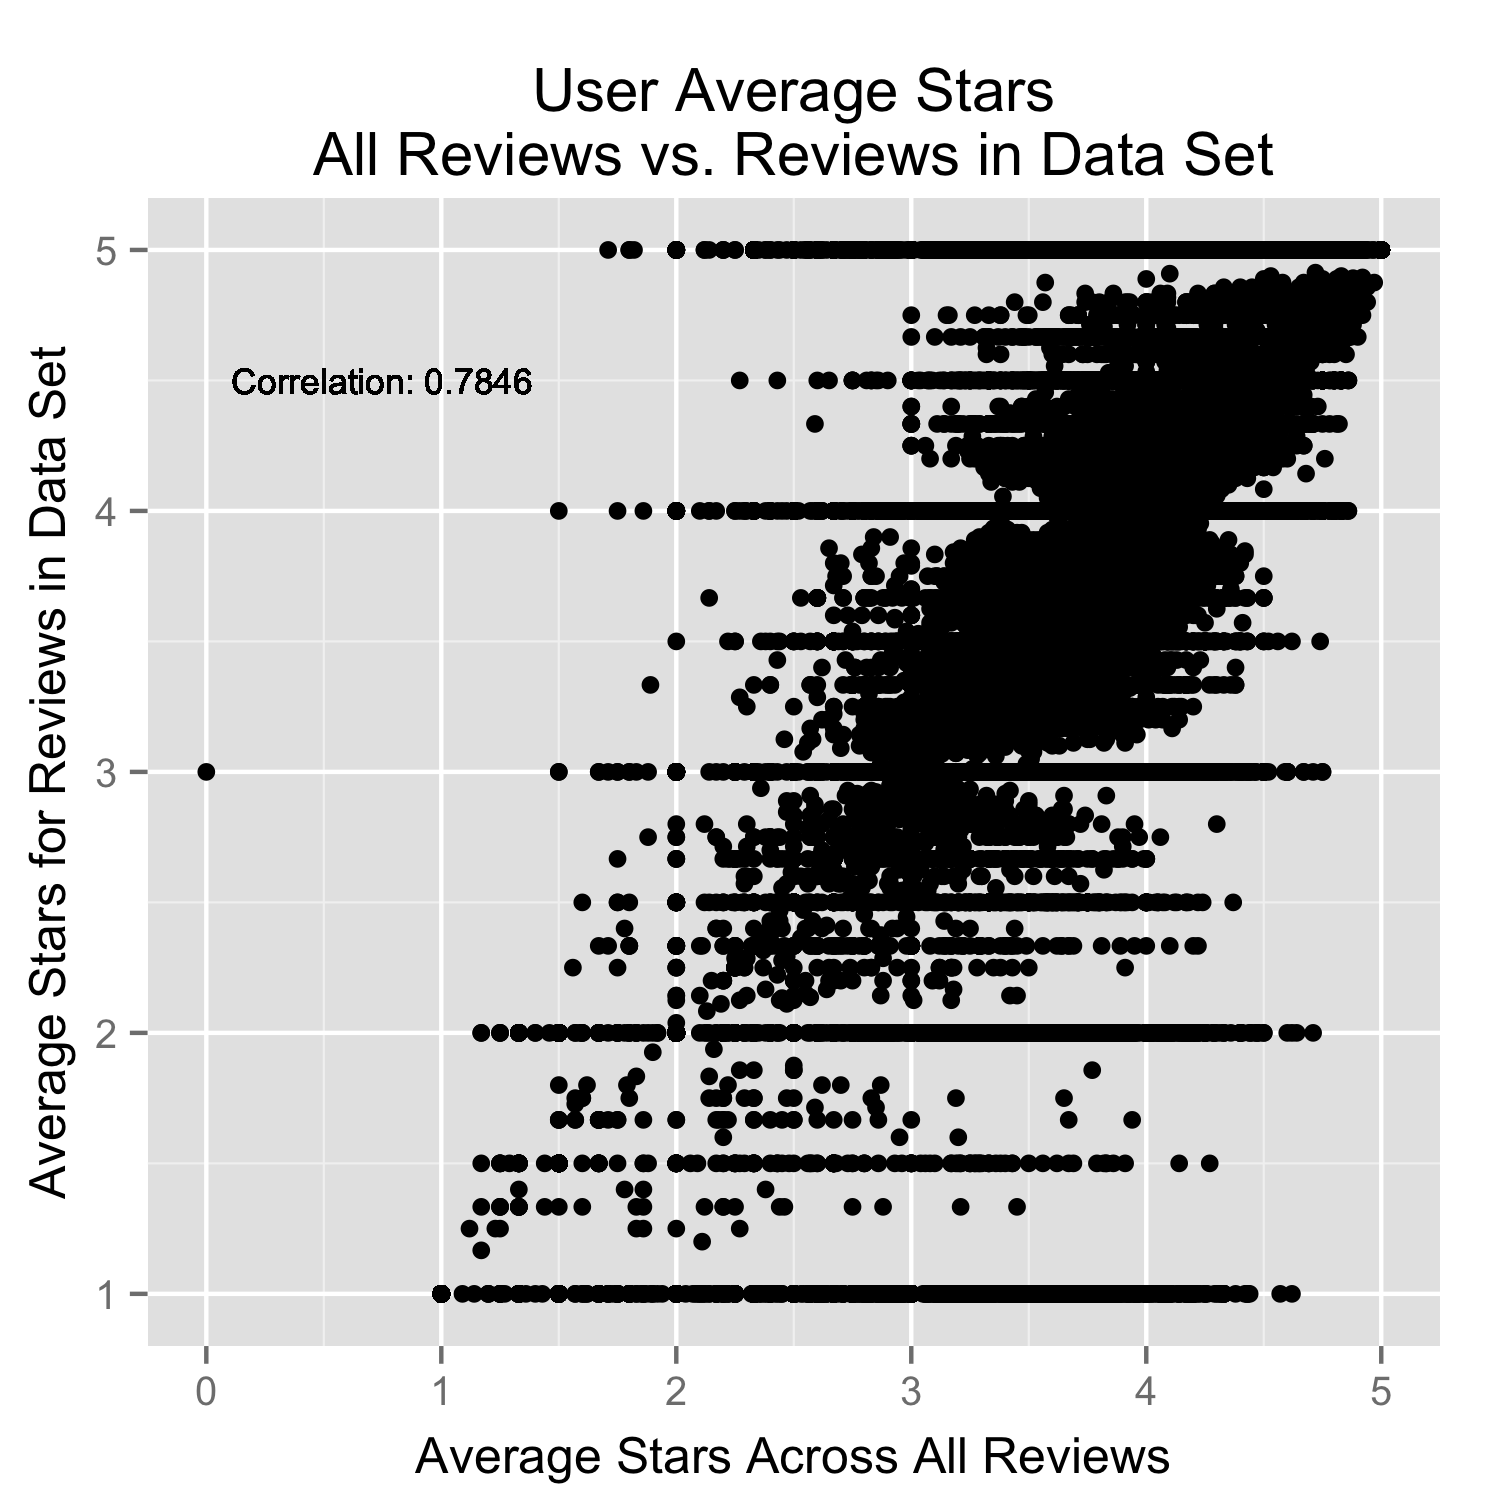 User Average Stars
All Reviews vs. Reviews in Data Set
Average Stars for Reviews in Data Set
5
4
3
2
1
Correlation: 0.7846
0 1 2 3 4 5
Average Stars Across All Reviews